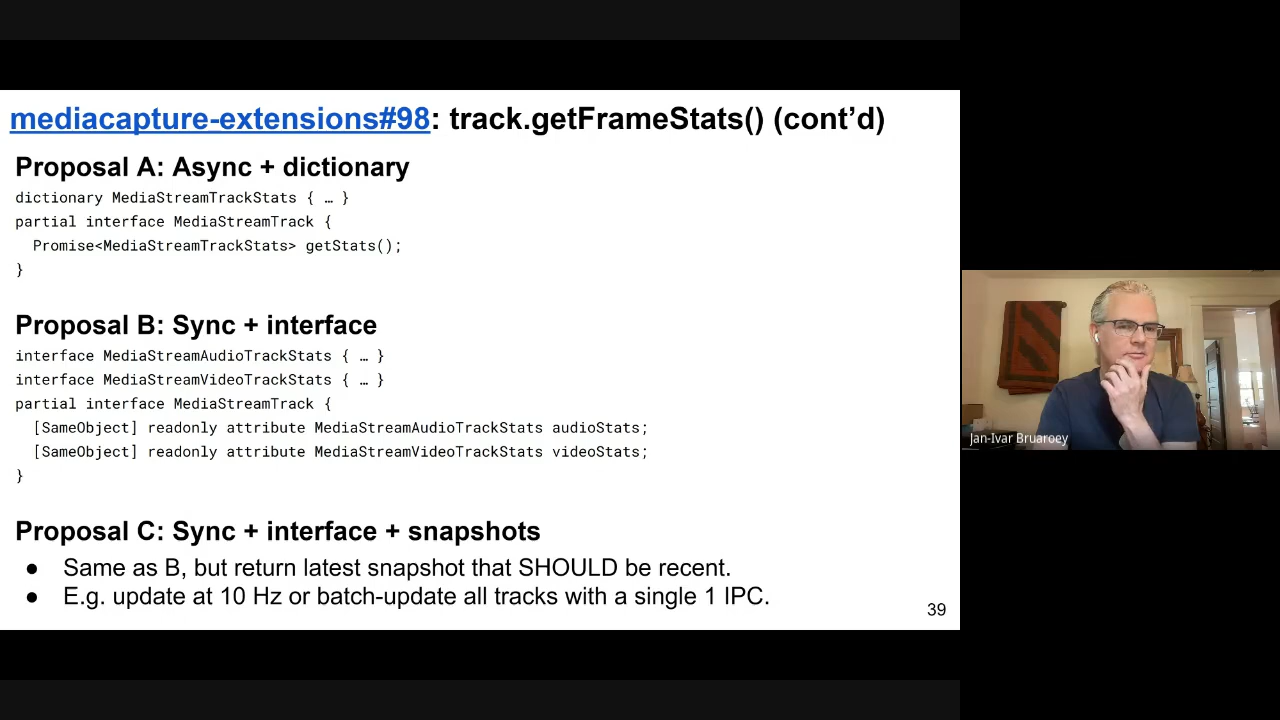 mediacapture-extensions#98: track.getFrameStats() (cont’d)
Proposal A: Async + dictionary
dictionary MediaStreamTrackStats { … }
partial interface MediaStreamTrack {
  Promise<MediaStreamTrackStats> getStats();
}
Proposal B: Sync + interface
interface MediaStreamAudioTrackStats { … }
interface MediaStreamVideoTrackStats { … }
partial interface MediaStreamTrack {
  [SameObject] readonly attribute MediaStreamAudioTrackStats audioStats;
  [SameObject] readonly attribute MediaStreamVideoTrackStats videoStats;
}
Proposal C: Sync + interface + snapshots
● Same as B, but return latest snapshot that SHOULD be recent.
● E.g. update at 10 Hz or batch-update all tracks with a single 1 IPC.
39
Jan-Ivar Bruaroey